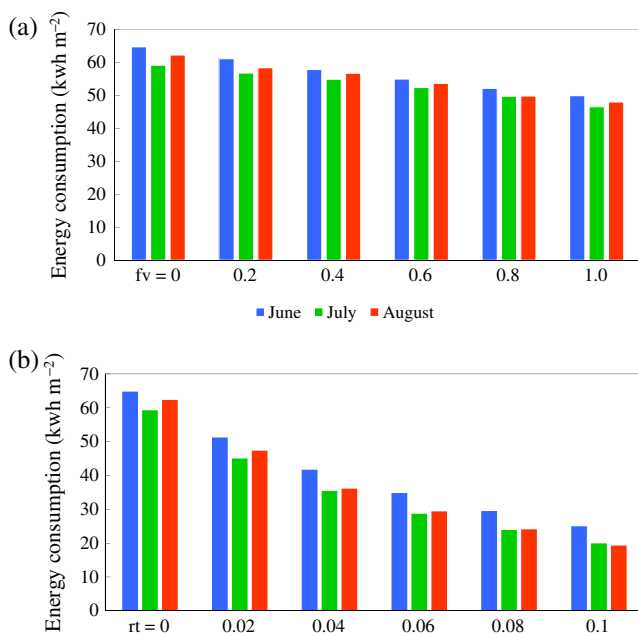 (a)
Energy consumption (kwh m⁻²)
70
60
50
40
30
20
10
0
fv = 0 0.2 0.4 0.6 0.8 1.0
June July August
(b)
Energy consumption (kwh m⁻²)
70
60
50
40
30
20
10
0
rt = 0 0.02 0.04 0.06 0.08 0.1